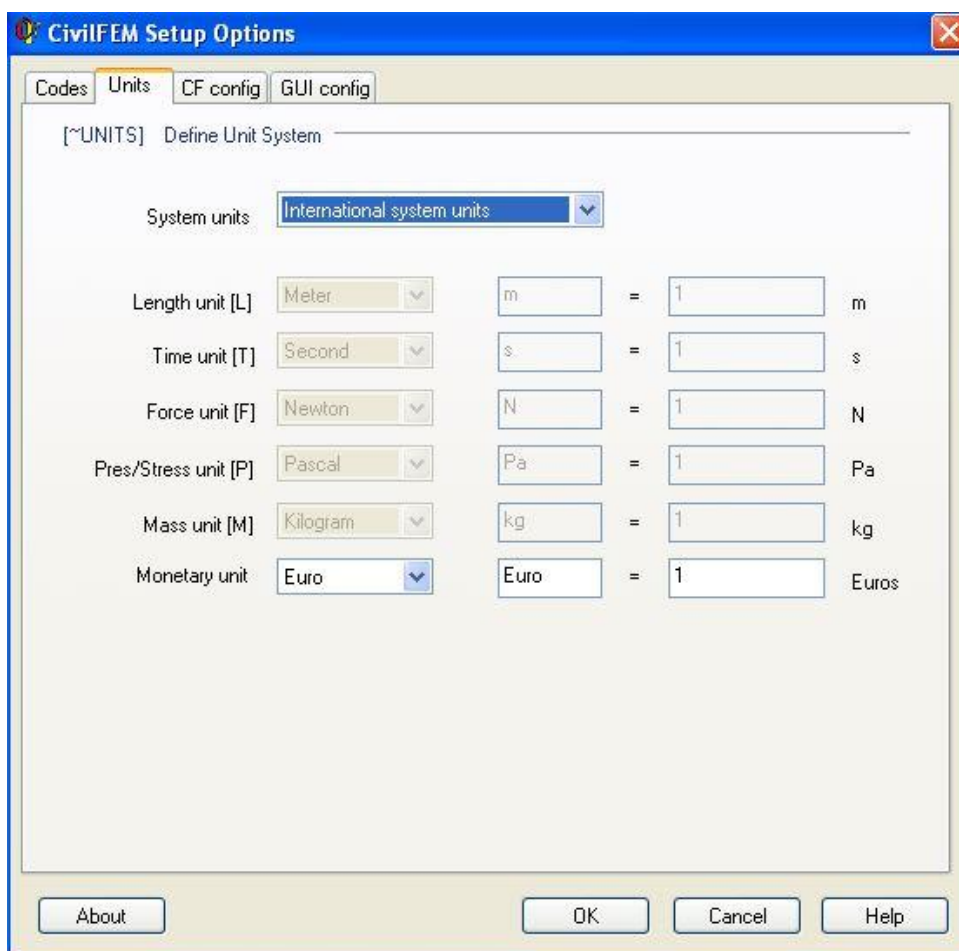 CivilFEM Setup Options
Codes Units CF config GUI config
[~UNITS] Define Unit System
System units International system units
Length unit [L] Meter m = 1 m
Time unit [T] Second s = 1 s
Force unit [F] Newton N = 1 N
Pres/Stress unit [P] Pascal Pa = 1 Pa
Mass unit [M] Kilogram kg = 1 kg
Monetary unit Euro Euro = 1 Euros
About OK Cancel Help